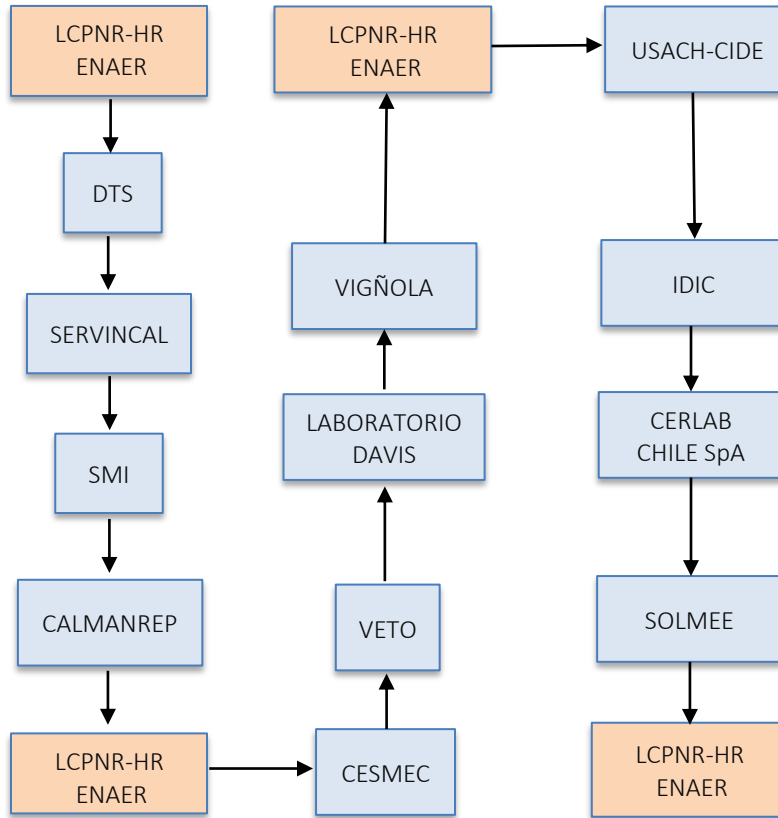 LCPNR-HR
ENAER
DTS
SERVINCAL
SMI
CALMANREP
LCPNR-HR
ENAER
CESMEC
VETO
LABORATORIO
DAVIS
VIGÑOLA
LCPNR-HR
ENAER
USACH-CIDE
IDIC
CERLAB
CHILE SpA
SOLMEE
LCPNR-HR
ENAER